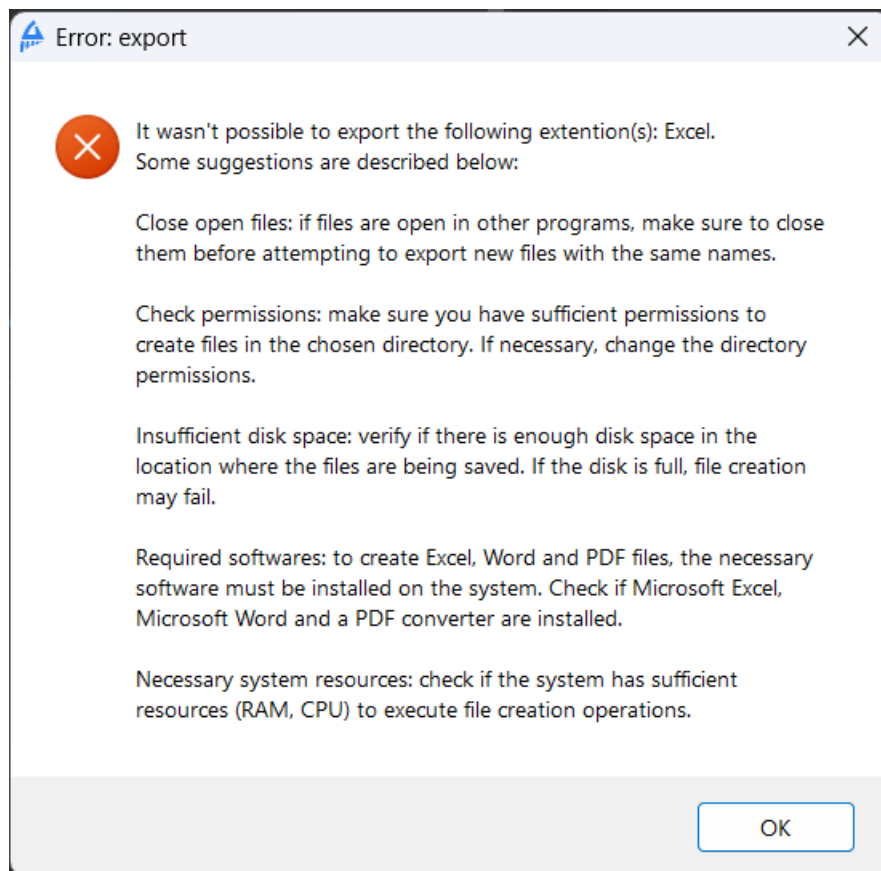 Error: export
It wasn't possible to export the following extention(s): Excel.
Some suggestions are described below:
Close open files: if files are open in other programs, make sure to close
them before attempting to export new files with the same names.
Check permissions: make sure you have sufficient permissions to
create files in the chosen directory. If necessary, change the directory
permissions.
Insufficient disk space: verify if there is enough disk space in the
location where the files are being saved. If the disk is full, file creation
may fail.
Required softwares: to create Excel, Word and PDF files, the necessary
software must be installed on the system. Check if Microsoft Excel,
Microsoft Word and a PDF converter are installed.
Necessary system resources: check if the system has sufficient
resources (RAM, CPU) to execute file creation operations.
OK